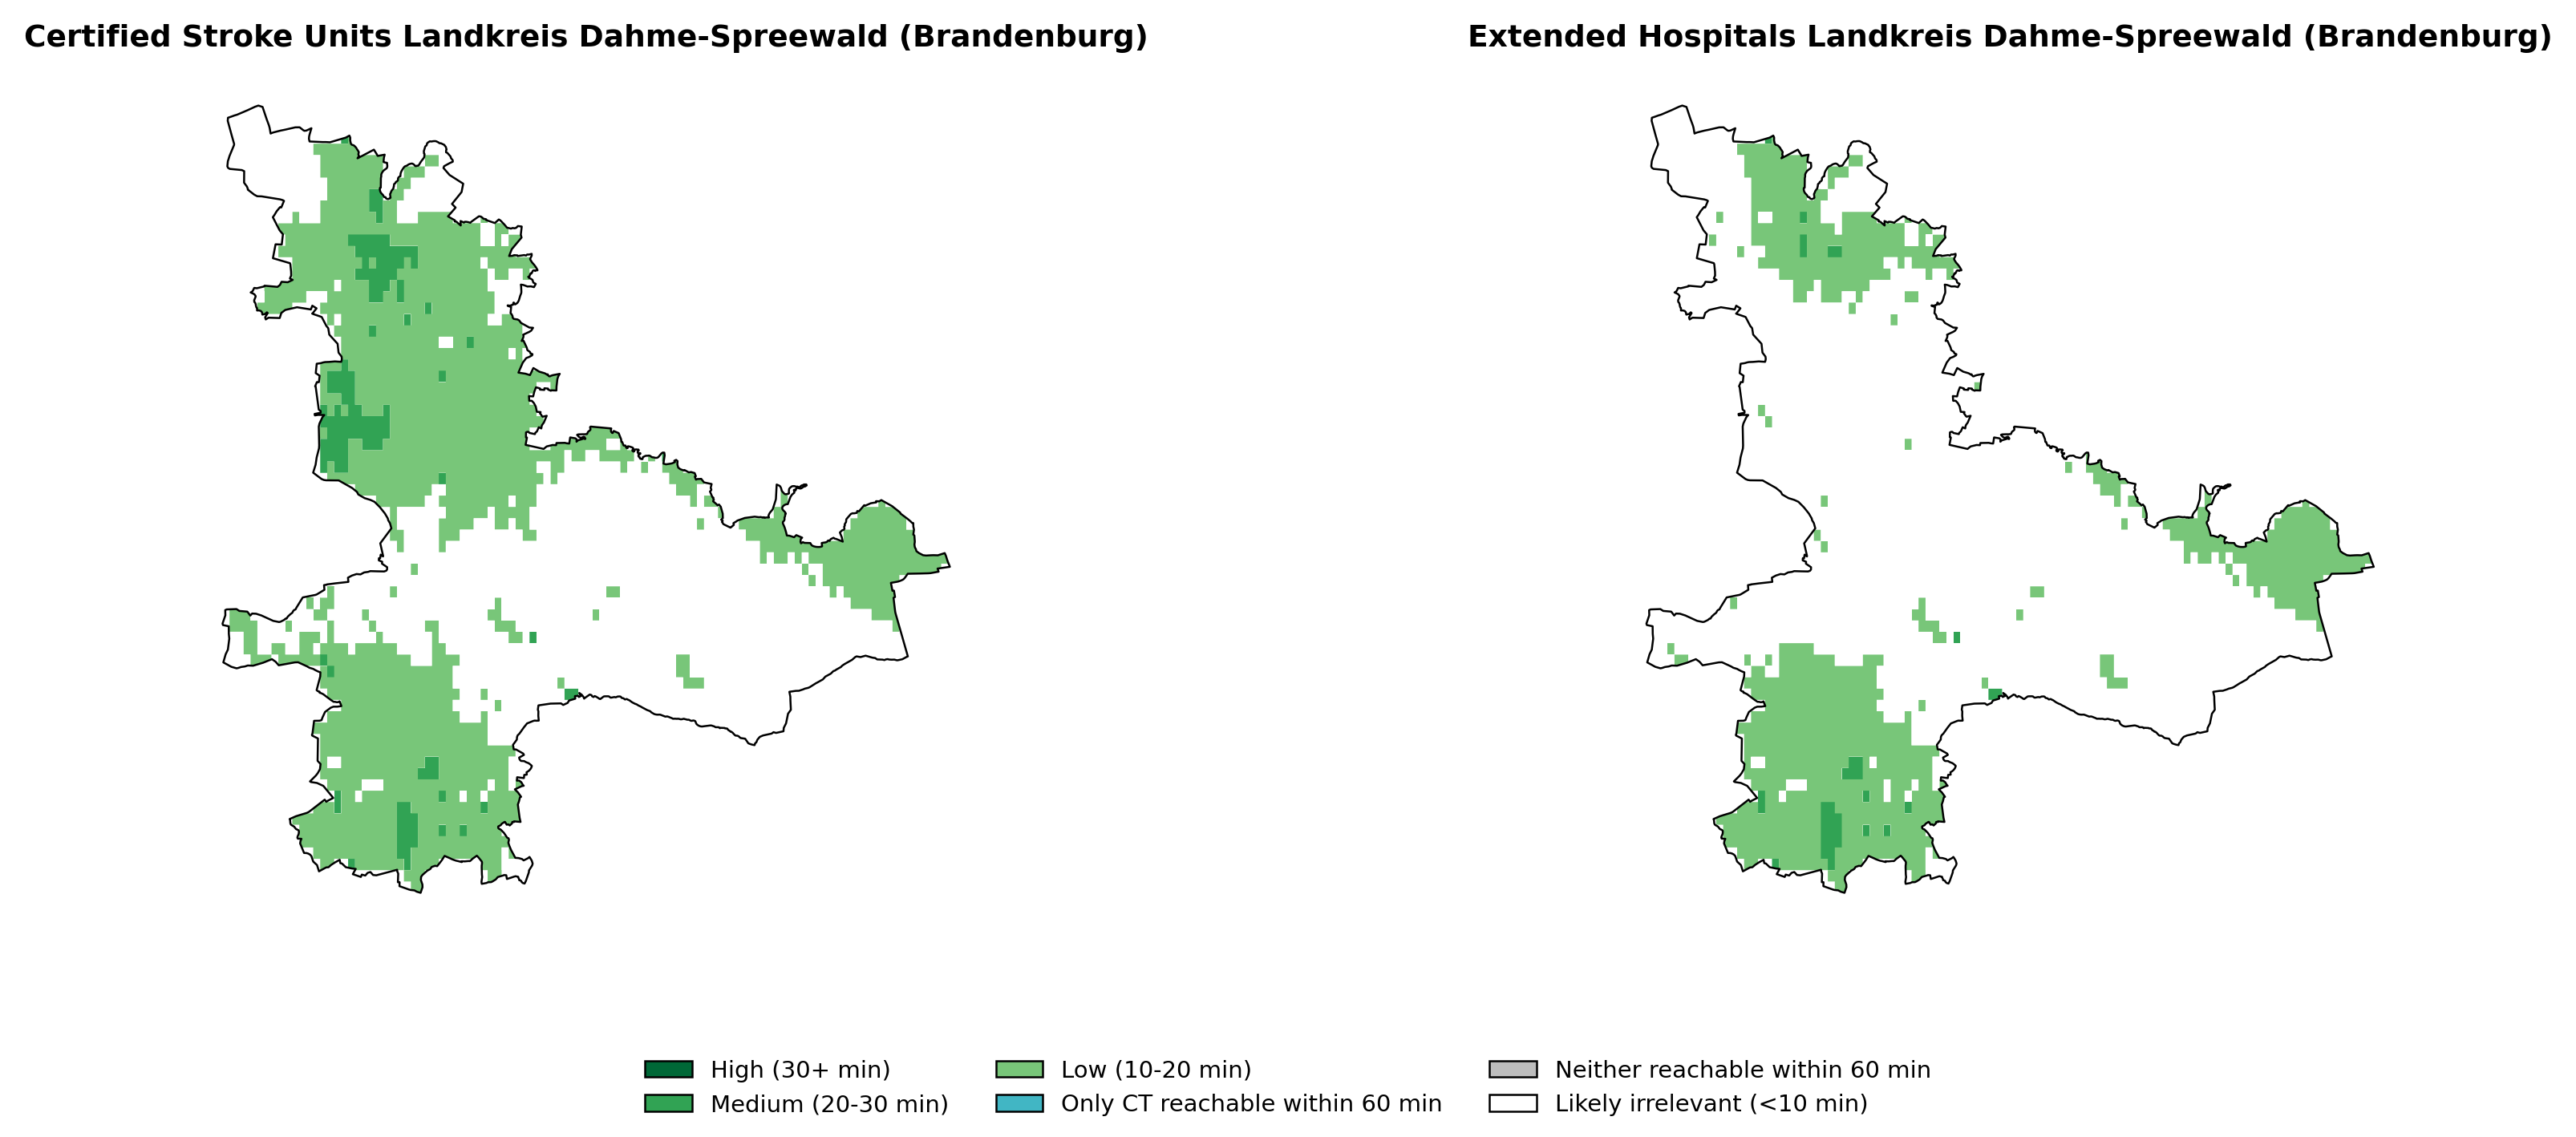 Certified Stroke Units Landkreis Dahme-Spreewald (Brandenburg)
Extended Hospitals Landkreis Dahme-Spreewald (Brandenburg)
High (30+ min)
Medium (20-30 min)
Low (10-20 min)
Only CT reachable within 60 min
Neither reachable within 60 min
Likely irrelevant (<10 min)